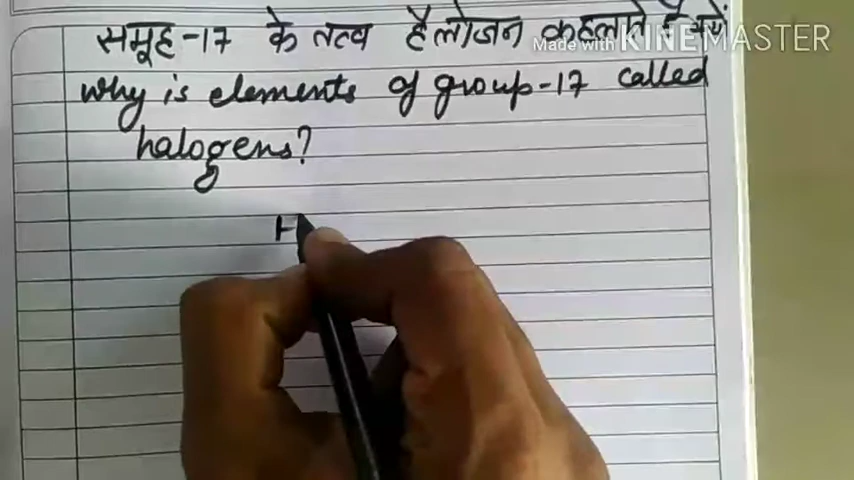 समूह-17 के तत्व हैलोजन कहलाते हैं क्यों
Made with KINEMASTER
why is elements of group-17 called
halogens?
H